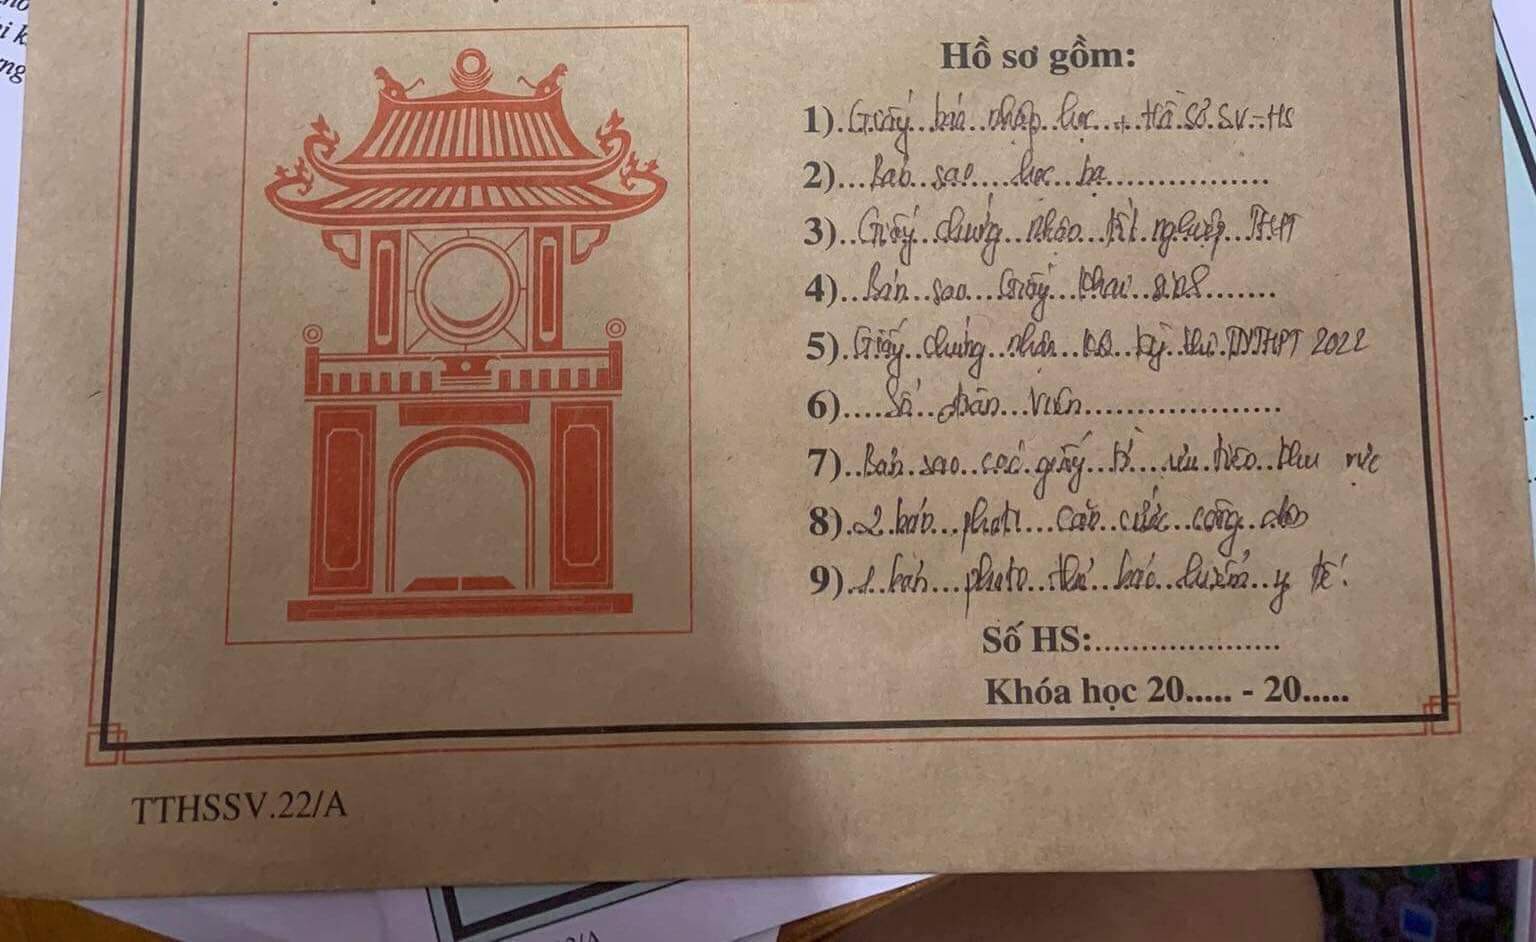 Hồ sơ gồm:
1). Giấy báo nhập học + Hồ Sơ SV-HS
2)... Bản sao học bạ
3).. Giấy chứng nhận tốt nghiệp THPT
4).. Bản sao Giấy khai sinh
5). Giấy chứng nhận KQ kỳ thi TNTHPT 2022
6).... Sổ đoàn viên
7).. Bản sao các giấy tờ ưu tiên khu vực
8). 2 bản photo căn cước công dân
9). 1 bản photo thẻ bảo hiểm y tế.
Số HS:....................
Khóa học 20..... - 20.....
TTHSSV.22/A